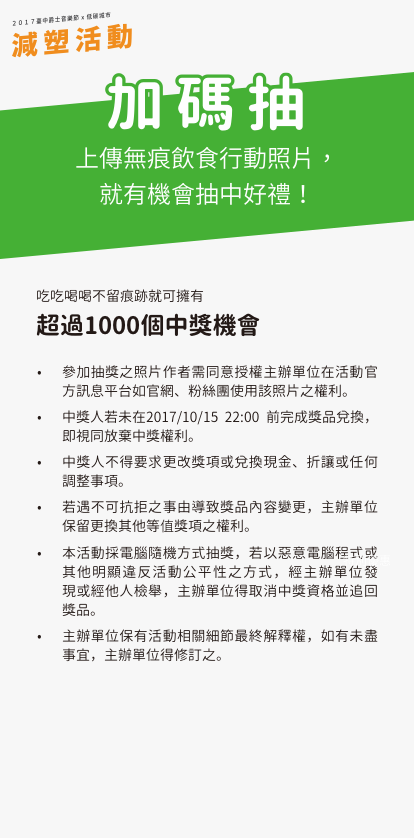 2017臺中爵士音樂節 x 低碳城市
減塑活動
加碼抽
上傳無痕飲食行動照片，
就有機會抽中好禮！
吃吃喝喝不留痕跡就可擁有
超過1000個中獎機會
• 參加抽獎之照片作者需同意授權主辦單位在活動官
方訊息平台如官網、粉絲團使用該照片之權利。
• 中獎人若未在2017/10/15 22:00 前完成獎品兌換，
即視同放棄中獎權利。
• 中獎人不得要求更改獎項或兌換現金、折讓或任何
調整事項。
• 若遇不可抗拒之事由導致獎品內容變更，主辦單位
保留更換其他等值獎項之權利。
• 本活動採電腦隨機方式抽獎，若以惡意電腦程式或
其他明顯違反活動公平性之方式，經主辦單位發
現或經他人檢舉，主辦單位得取消中獎資格並追回
獎品。
• 主辦單位保有活動相關細節最終解釋權，如有未盡
事宜，主辦單位得修訂之。